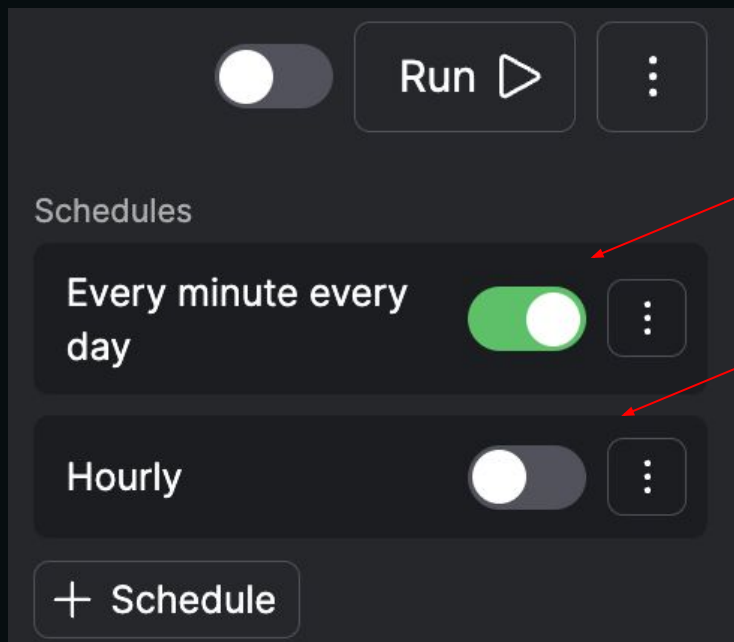 Run
Schedules
Every minute every
day
Hourly
+ Schedule